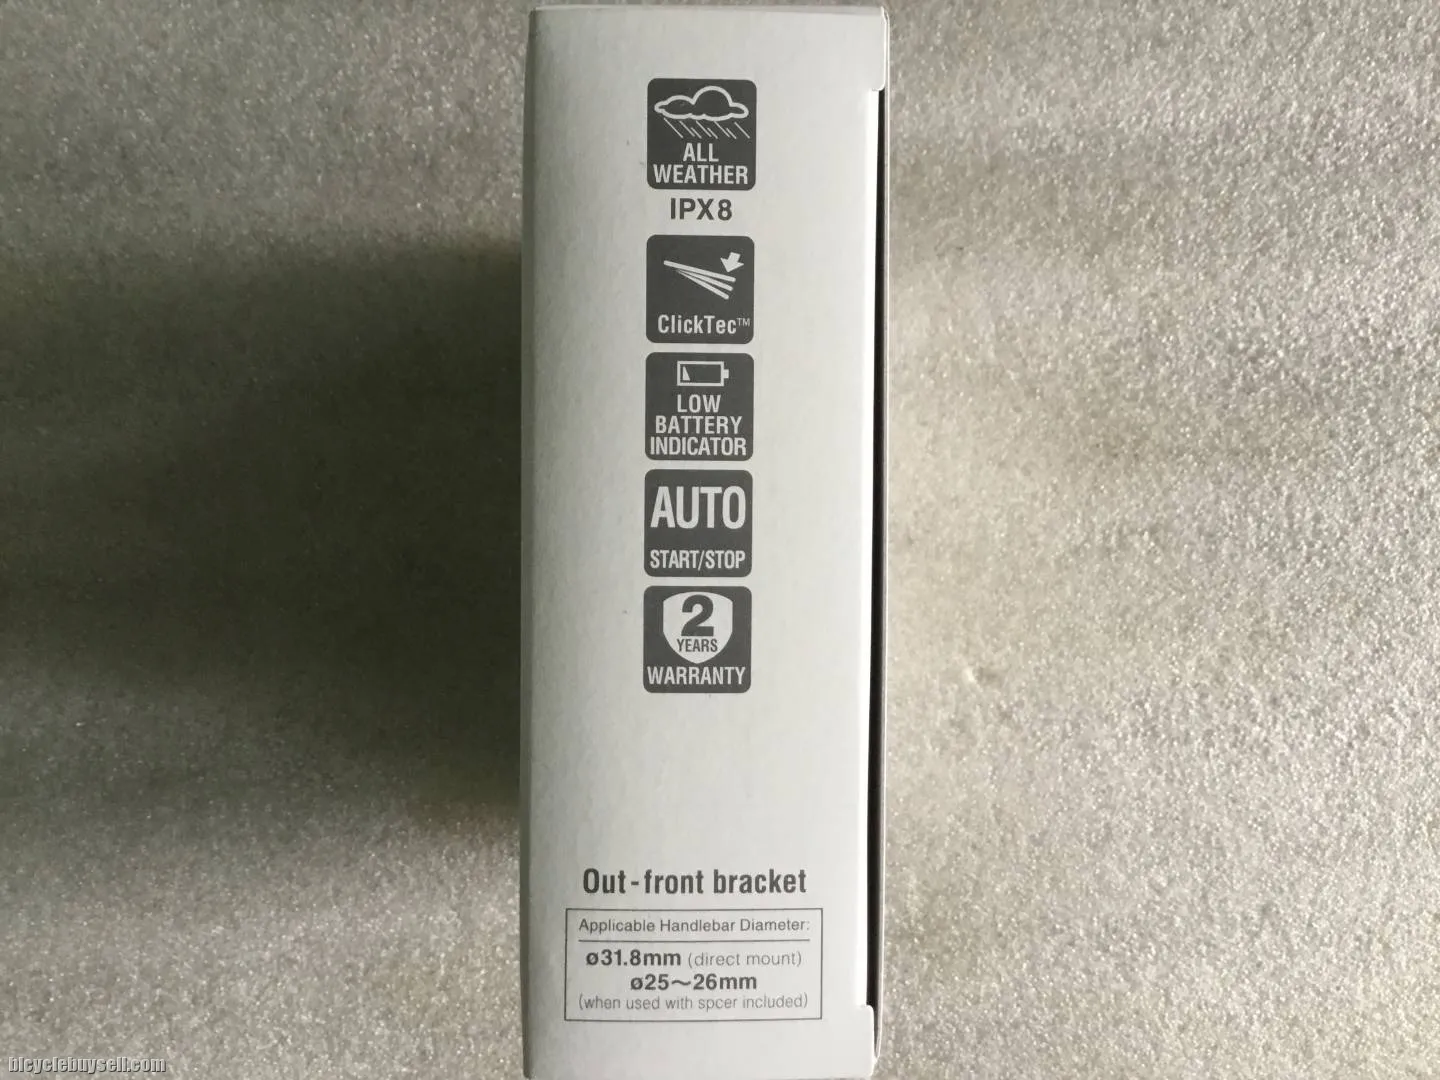 ALL
WEATHER
IPX8
ClickTec™
LOW
BATTERY
INDICATOR
AUTO
START/STOP
2
YEARS
WARRANTY
Out-front bracket
Applicable Handlebar Diameter:
ø31.8mm (direct mount)
ø25～26mm
(when used with spcer included)
bicyclebuysell.com